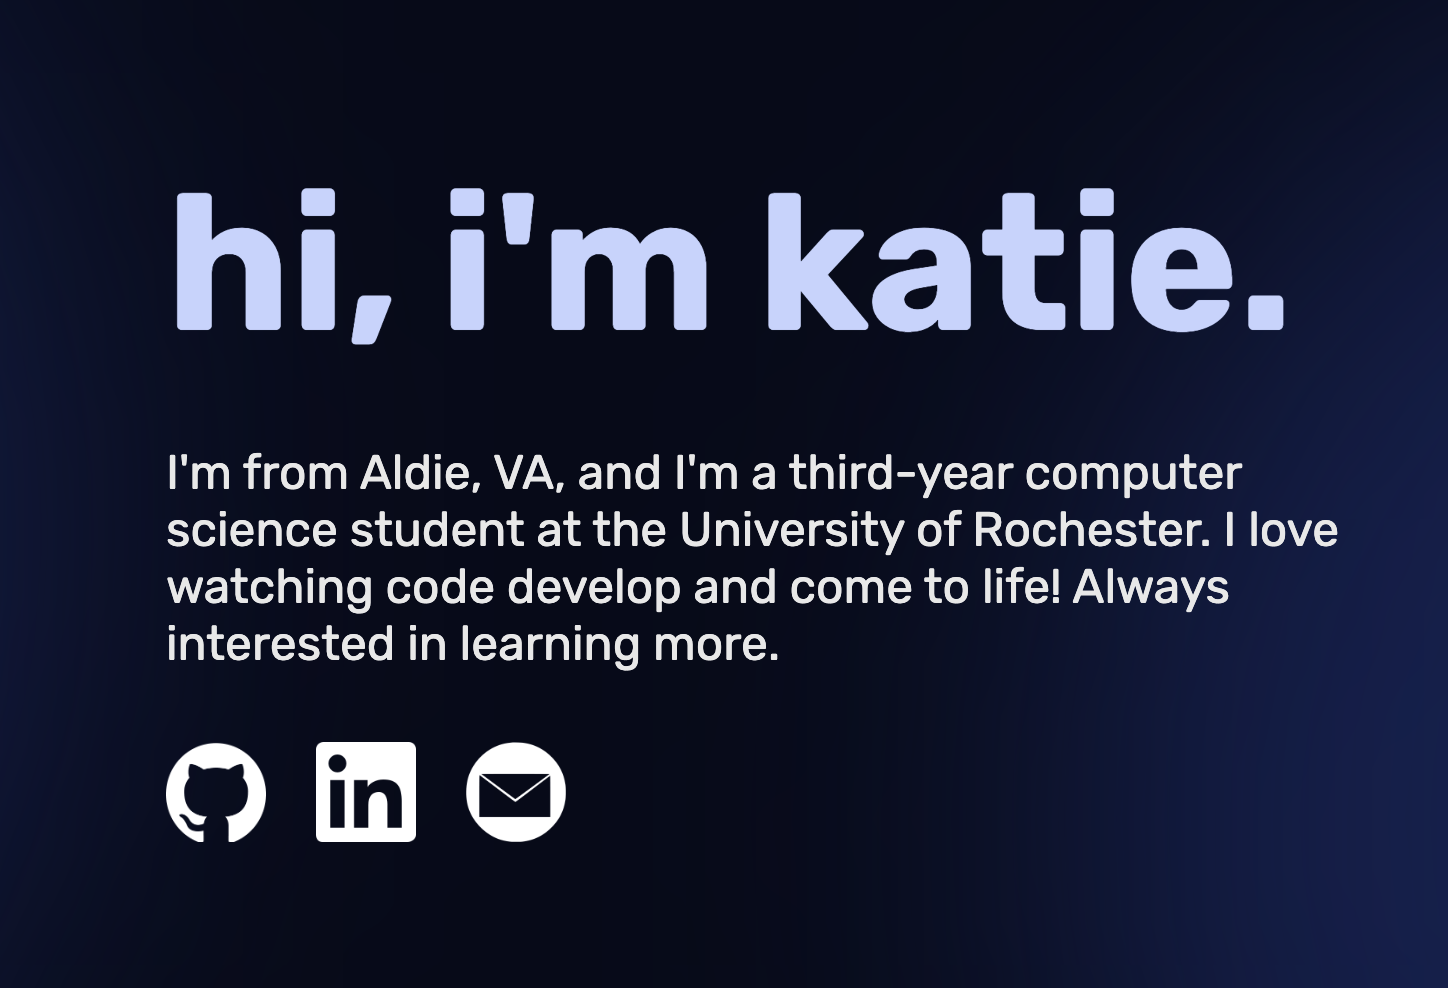 hi, i'm katie.
I'm from Aldie, VA, and I'm a third-year computer
science student at the University of Rochester. I love
watching code develop and come to life! Always
interested in learning more.
in